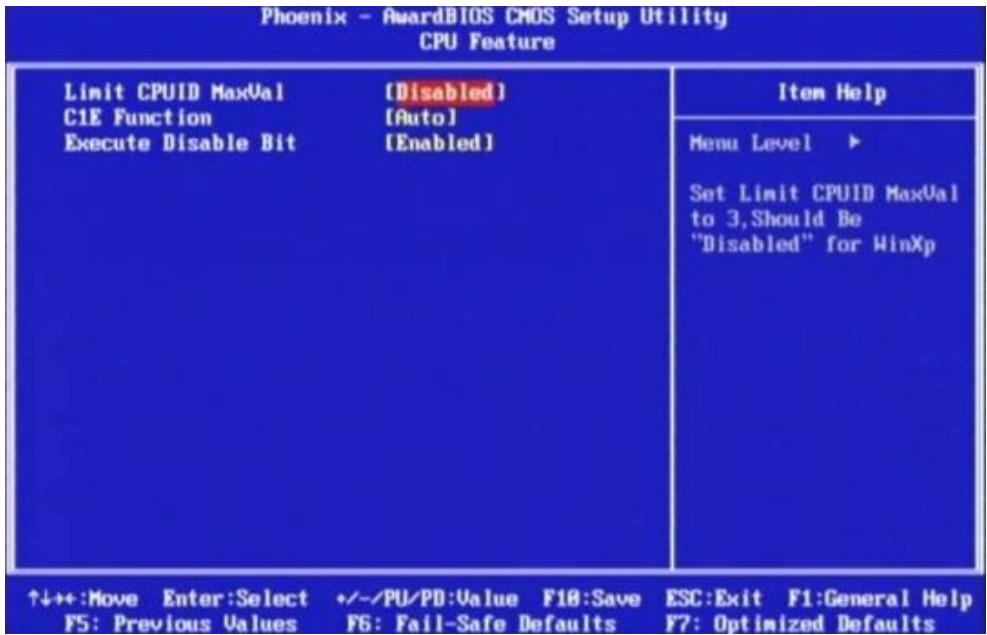 Phoenix - AwardBIOS CMOS Setup Utility
CPU Feature
Limit CPUID MaxVal [Disabled]
C1E Function [Auto]
Execute Disable Bit [Enabled]
Item Help
Menu Level ►
Set Limit CPUID MaxVal
to 3,Should Be
"Disabled" for WinXp
↑↓→←:Move Enter:Select +/-/PU/PD:Value F10:Save ESC:Exit F1:General Help
F5: Previous Values F6: Fail-Safe Defaults F7: Optimized Defaults